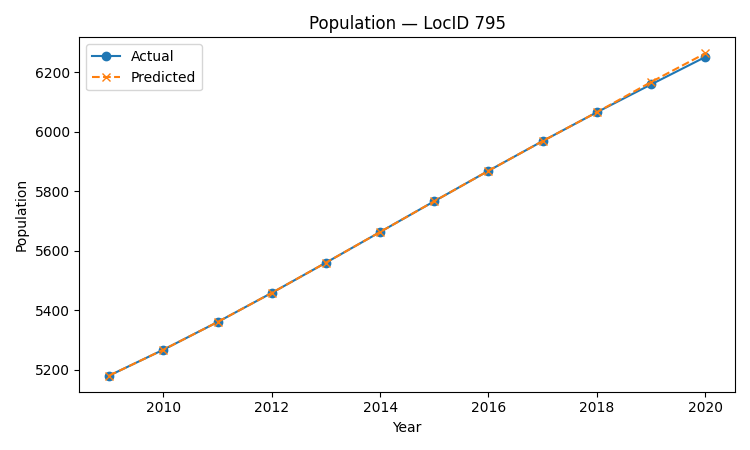 Population — LocID 795
Actual
Predicted
6200
6000
5800
5600
5400
5200
Population
2010 2012 2014 2016 2018 2020
Year